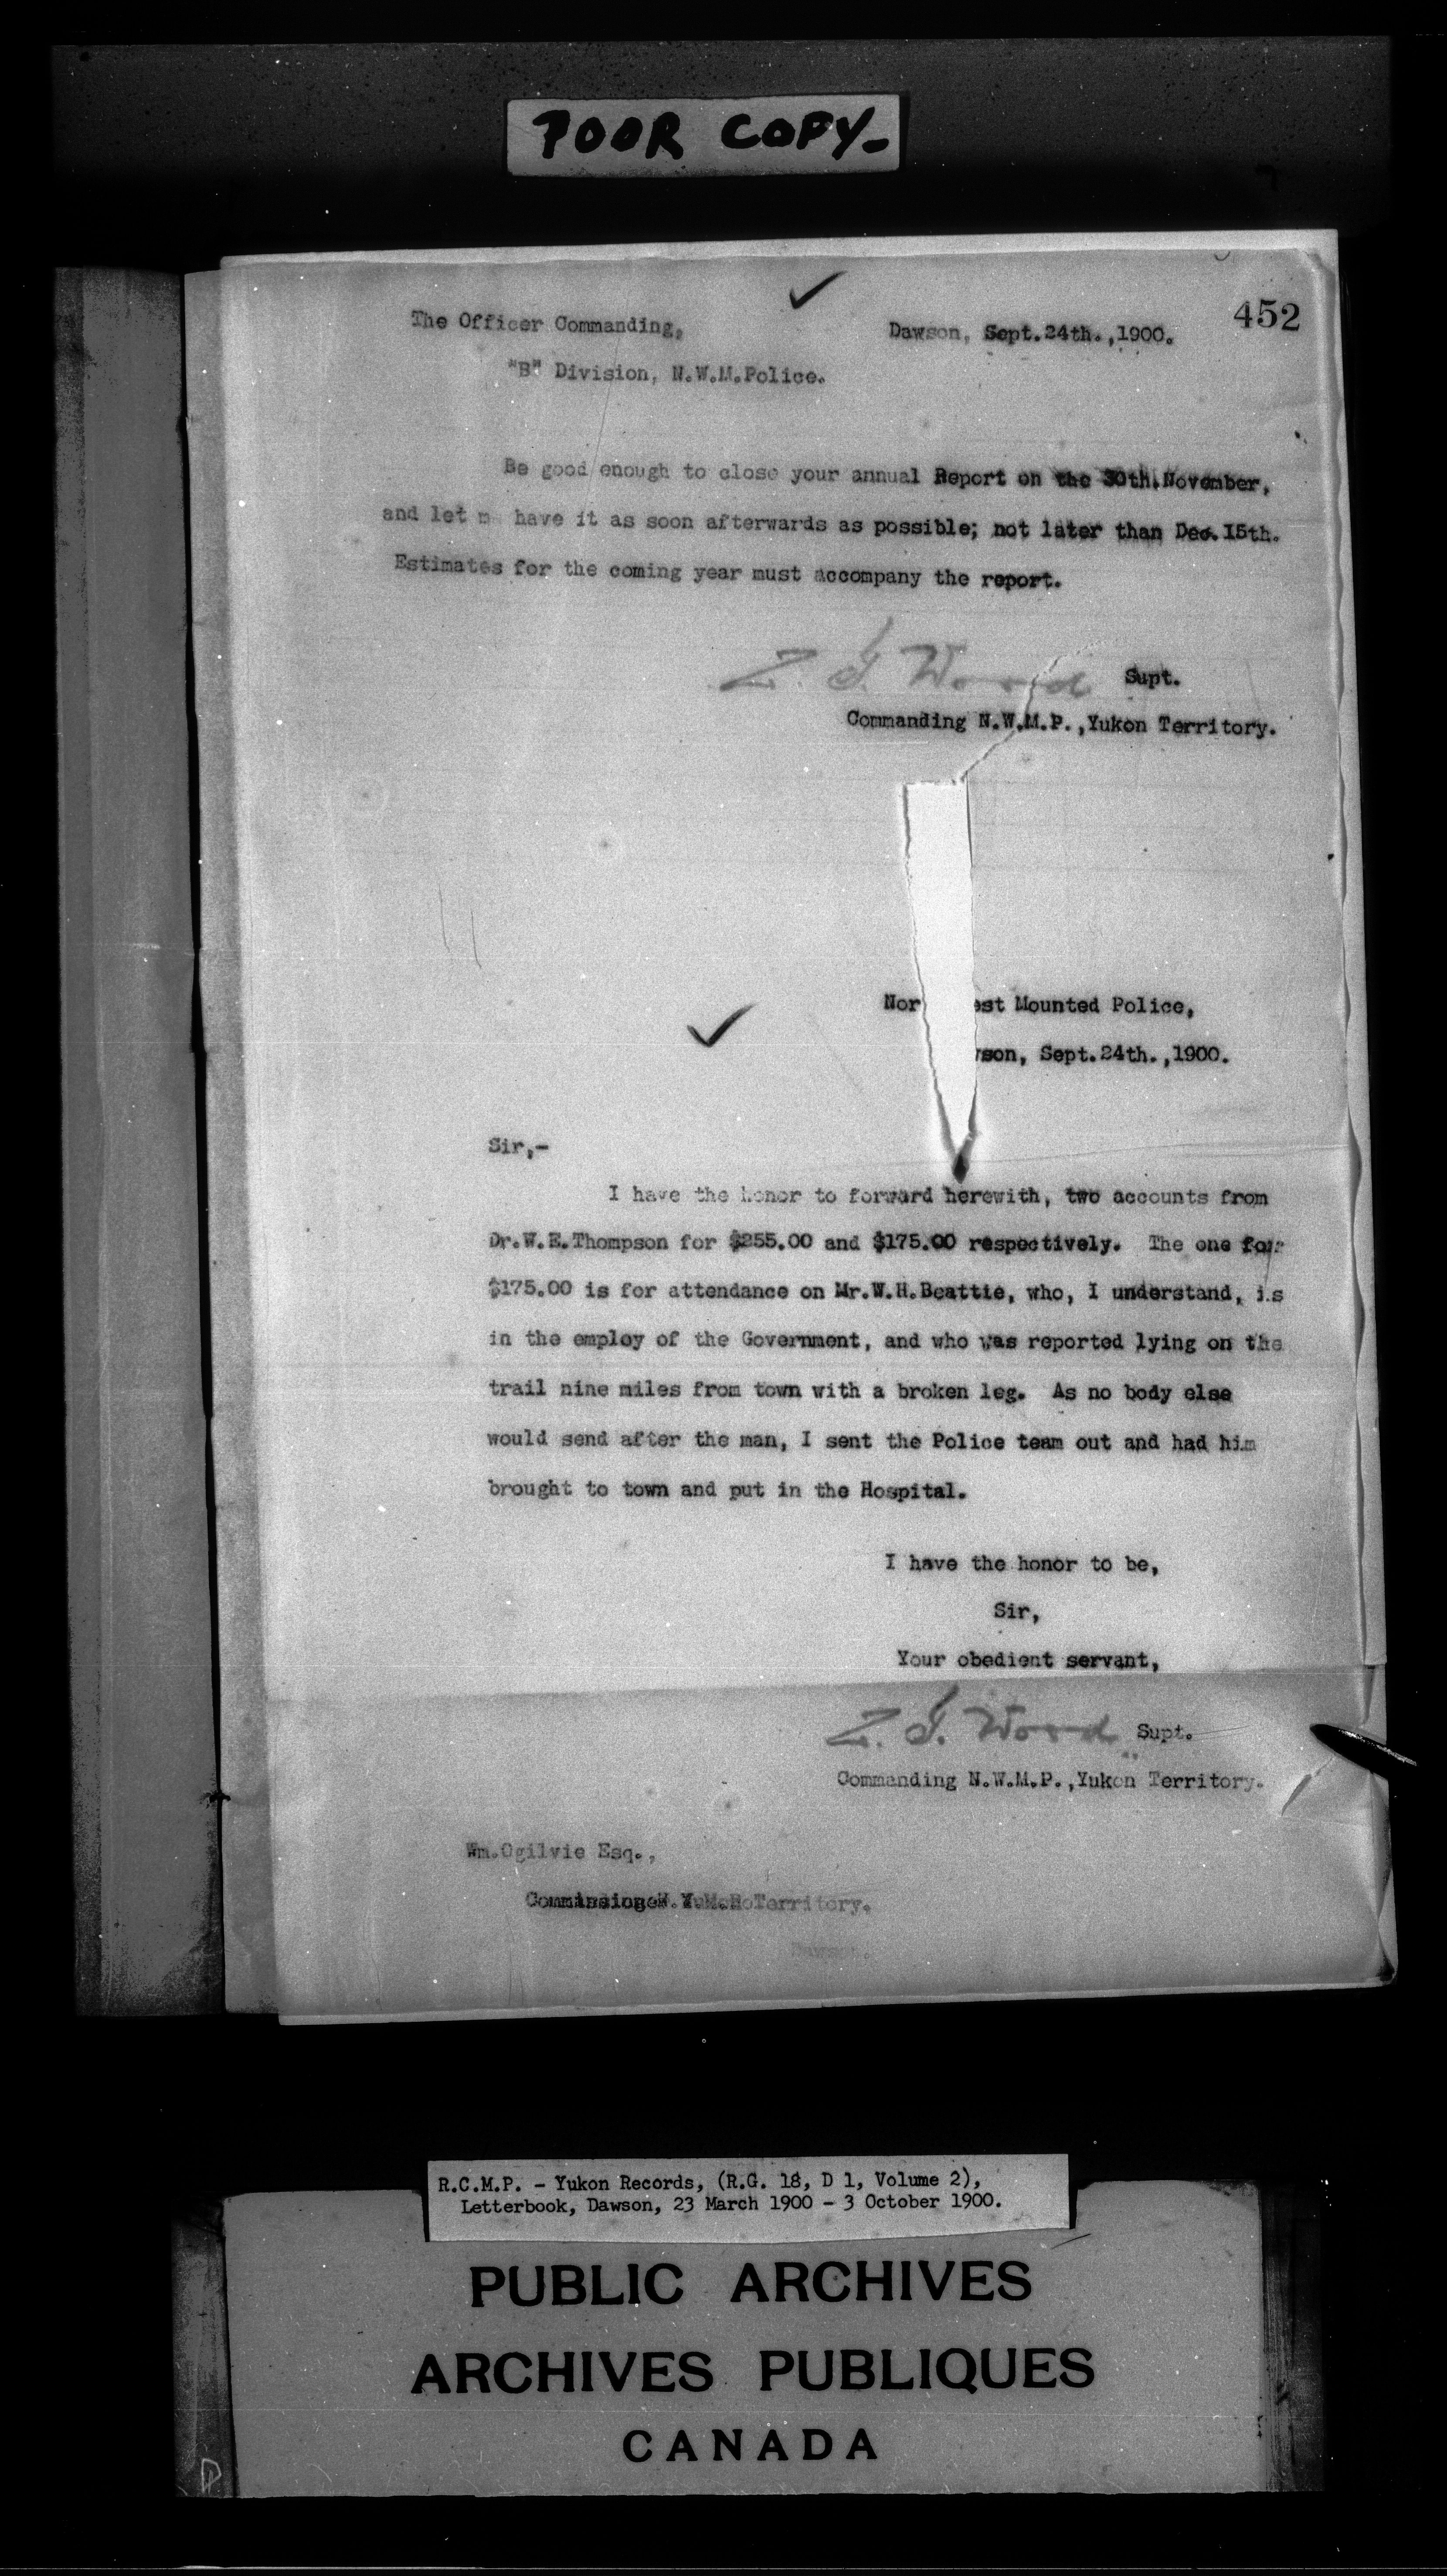 POOR COPY-
452
The Officer Commanding,
Dawson, Sept.24th.,1900.
"B" Division, N.W.M.Police.
Be good enough to close your annual Report on the 30th.November,
and let m have it as soon afterwards as possible; not later than Dec.15th.
Estimates for the coming year must accompany the report.
Z. T. Wood Supt.
Commanding N.W.M.P.,Yukon Territory.
Nor est Mounted Police,
wson, Sept.24th.,1900.
Sir,-
I have the honor to forward herewith, two accounts from
Dr.W.E.Thompson for $255.00 and $175.00 respectively. The one for
$175.00 is for attendance on Mr.W.H.Beattie, who, I understand, is
in the employ of the Government, and who was reported lying on the
trail nine miles from town with a broken leg. As no body else
would send after the man, I sent the Police team out and had him
brought to town and put in the Hospital.
I have the honor to be,
Sir,
Your obedient servant,
Z. T. Wood Supt.
Commanding N.W.M.P.,Yukon Territory.
Wm.Ogilvie Esq.,
Territory.
Dawson.
R.C.M.P. - Yukon Records, (R.G. 18, D 1, Volume 2),
Letterbook, Dawson, 23 March 1900 - 3 October 1900.
PUBLIC ARCHIVES
ARCHIVES PUBLIQUES
CANADA